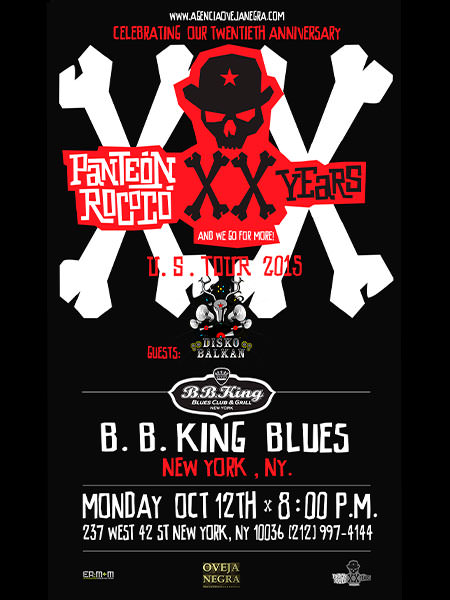 WWW.AGENCIAOVEJANEGRA.COM
CELEBRATING OUR TWENTIETH ANNIVERSARY
PANTEÓN
ROCOCÓ
XX YEARS
AND WE GO FOR MORE!
U.S. TOUR 2015
GUESTS: DISKO
BALKAN
B.B. King
BLUES CLUB & GRILL
NEW YORK
B. B. KING BLUES
NEW YORK, NY.
MONDAY OCT 12TH x 8:00 P.M.
237 WEST 42 ST NEW YORK, NY 10036 (212) 997-4144
OVEJA
NEGRA